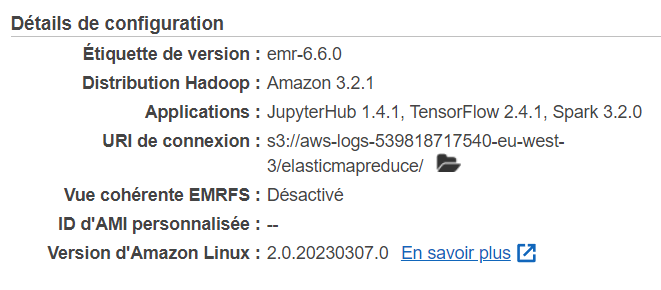 Détails de configuration
Étiquette de version : emr-6.6.0
Distribution Hadoop : Amazon 3.2.1
Applications : JupyterHub 1.4.1, TensorFlow 2.4.1, Spark 3.2.0
URI de connexion : s3://aws-logs-539818717540-eu-west-
3/elasticmapreduce/
Vue cohérente EMRFS : Désactivé
ID d'AMI personnalisée : --
Version d'Amazon Linux : 2.0.20230307.0 En savoir plus